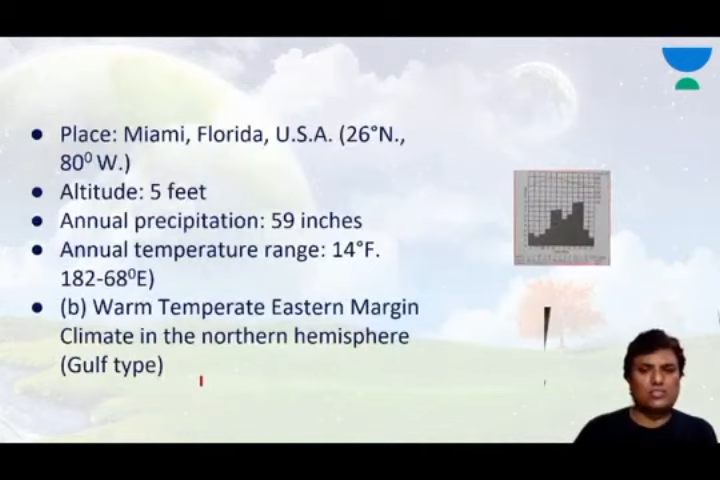 ● Place: Miami, Florida, U.S.A. (26°N.,
80⁰ W.)
● Altitude: 5 feet
● Annual precipitation: 59 inches
● Annual temperature range: 14°F.
182-68⁰E)
● (b) Warm Temperate Eastern Margin
Climate in the northern hemisphere
(Gulf type)